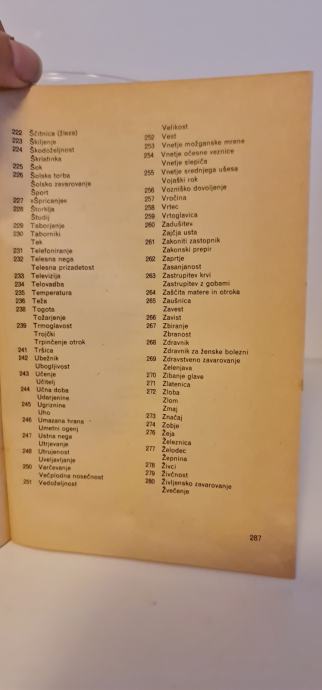 222 Ščitnica (žleza)
223 Škiljenje
224 Škodoželjnost
Škrlatinka
225 Šok
226 Šolska torba
Šolsko zavarovanje
Šport
227 »Špricanje«
228 Štorklja
Študij
229 Taborjenje
230 Taborniki
Tek
231 Telefoniranje
232 Telesna nega
Telesna prizadetost
233 Televizija
234 Telovadba
235 Temperatura
236 Teža
238 Togota
Tožarjenje
239 Trmoglavost
Trojčki
Trpinčenje otrok
241 Tršica
242 Ubežnik
Ubogljivost
243 Učenje
Učitelj
244 Učna doba
Udarjenine
245 Ugriznine
Uho
246 Umazana hrana
Umetni ogenj
247 Ustna nega
Utrjevanje
248 Utrujenost
Uveljavljanje
250 Varčevanje
Večplodna nosečnost
251 Vedoželjnost
Velikost
252 Vest
253 Vnetje možganske mrene
254 Vnetje očesne veznice
Vnetje slepiča
255 Vnetje srednjega ušesa
Vojaški rok
256 Vozniško dovoljenje
257 Vročina
258 Vrtec
259 Vrtoglavica
260 Zadušitev
Zajčja usta
261 Zakoniti zastopnik
Zakonski prepir
262 Zaprtje
Zasanjanost
263 Zastrupitev krvi
Zastrupitev z gobami
264 Zaščita matere in otroka
265 Zaušnica
Zavest
266 Zavist
267 Zbiranje
Zbranost
268 Zdravnik
Zdravnik za ženske bolezni
269 Zdravstveno zavarovanje
Zelenjava
270 Zibanje glave
271 Zlatenica
272 Zloba
Zlom
Zmaj
273 Značaj
274 Zobje
276 Žeja
Železnica
277 Želodec
Žepnina
278 Živci
279 Živčnost
280 Življensko zavarovanje
Žvečenje
287